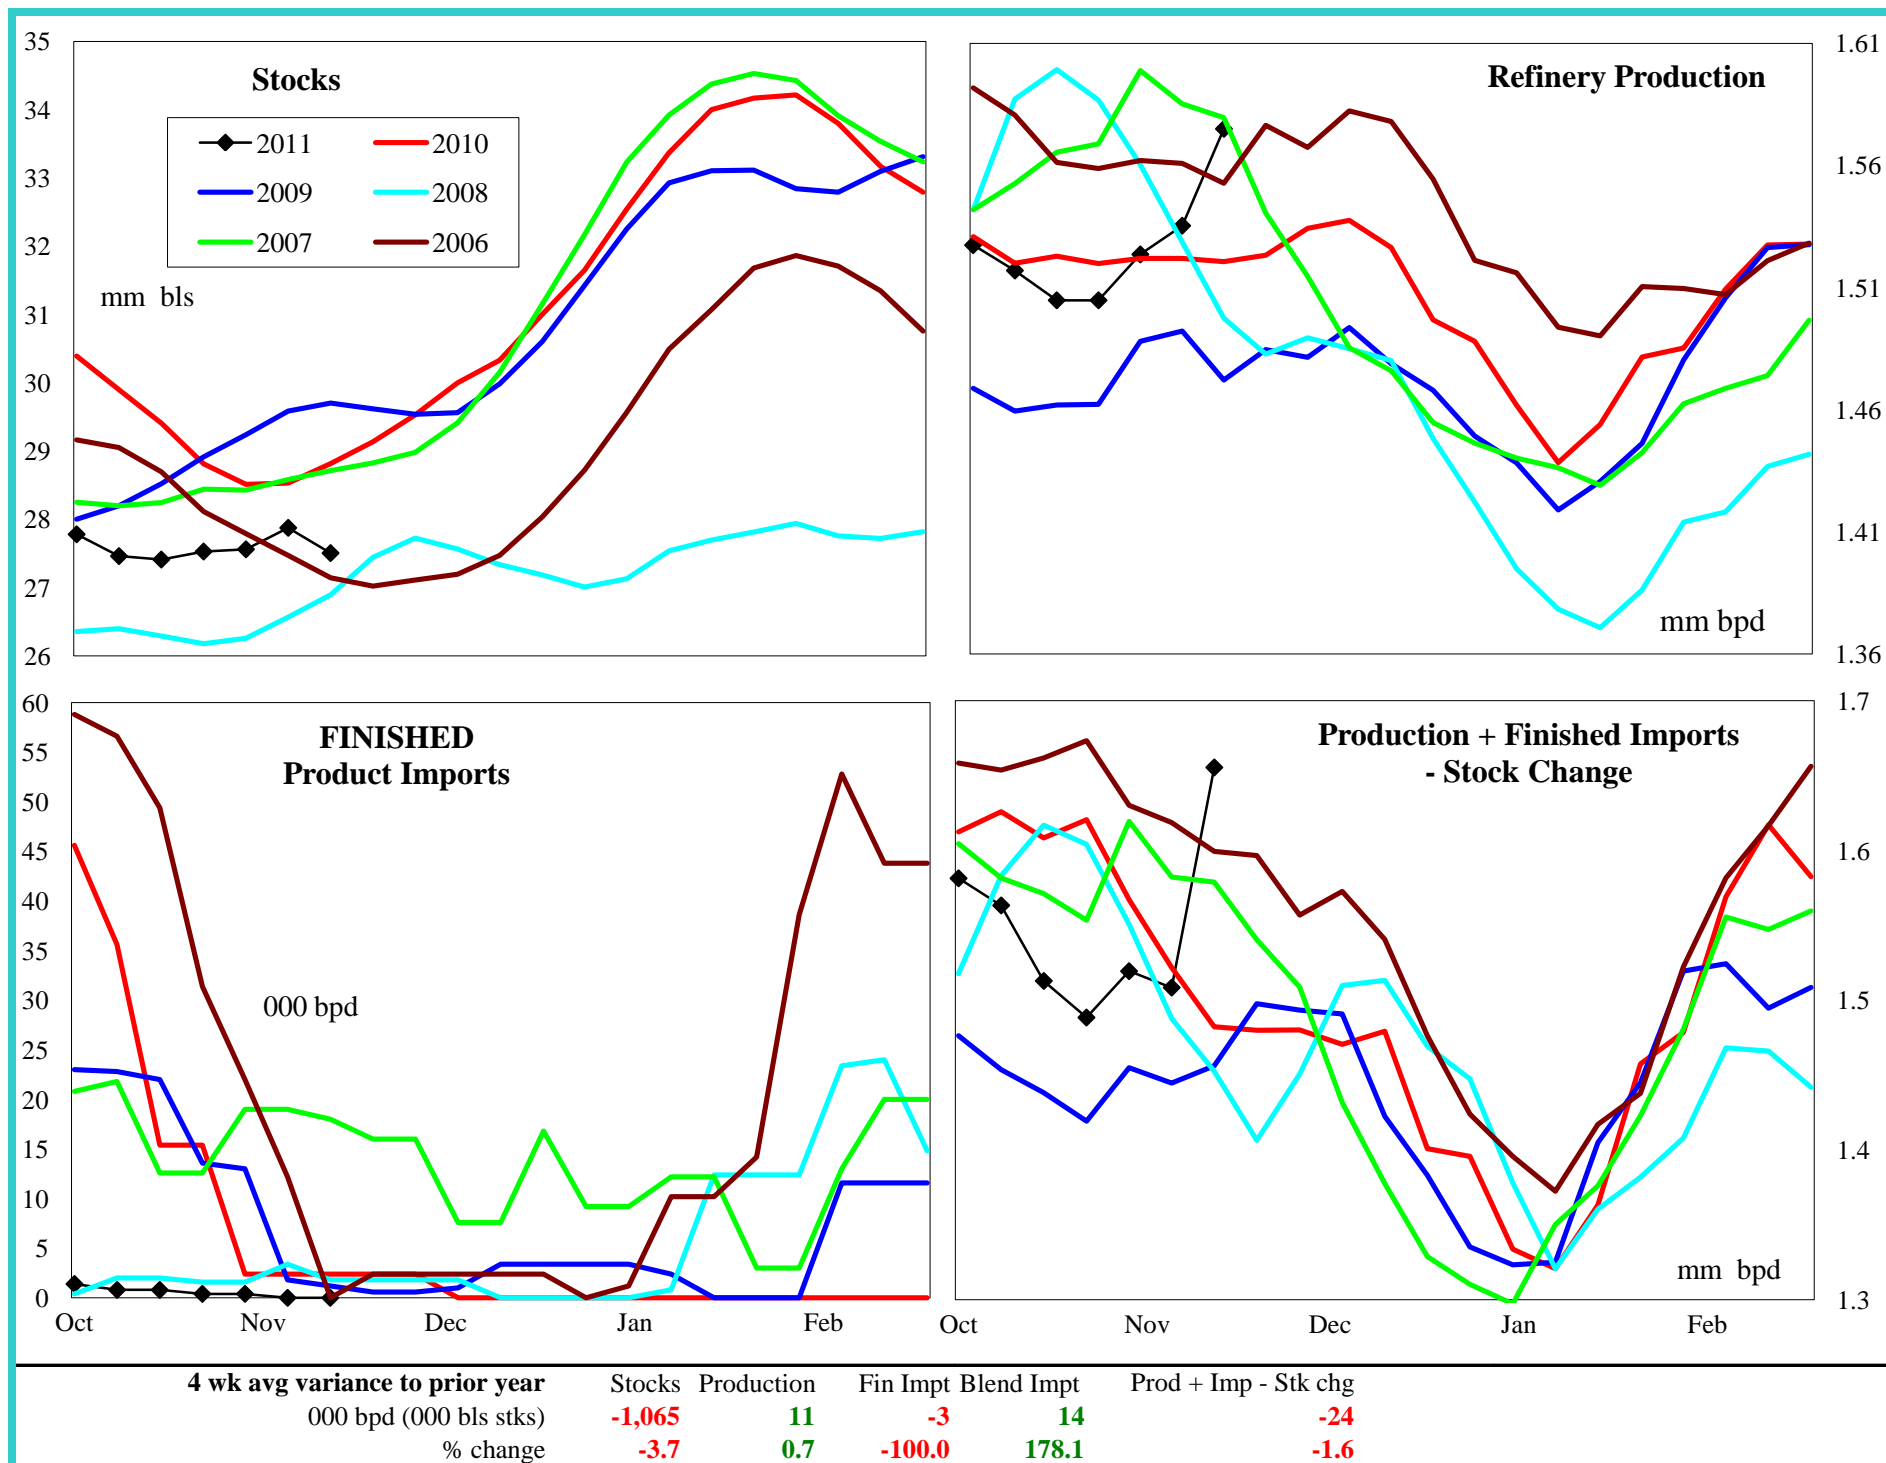 Stocks
2011 2010
2009 2008
2007 2006
mm bls
35
34
33
32
31
30
29
28
27
26
Refinery Production
mm bpd
1.61
1.56
1.51
1.46
1.41
1.36
FINISHED
Product Imports
000 bpd
60
55
50
45
40
35
30
25
20
15
10
5
0
Oct Nov Dec Jan Feb
Production + Finished Imports
- Stock Change
mm bpd
1.7
1.6
1.5
1.4
1.3
Oct Nov Dec Jan Feb
4 wk avg variance to prior year Stocks Production Fin Impt Blend Impt Prod + Imp - Stk chg
000 bpd (000 bls stks) -1,065 11 -3 14 -24
% change -3.7 0.7 -100.0 178.1 -1.6